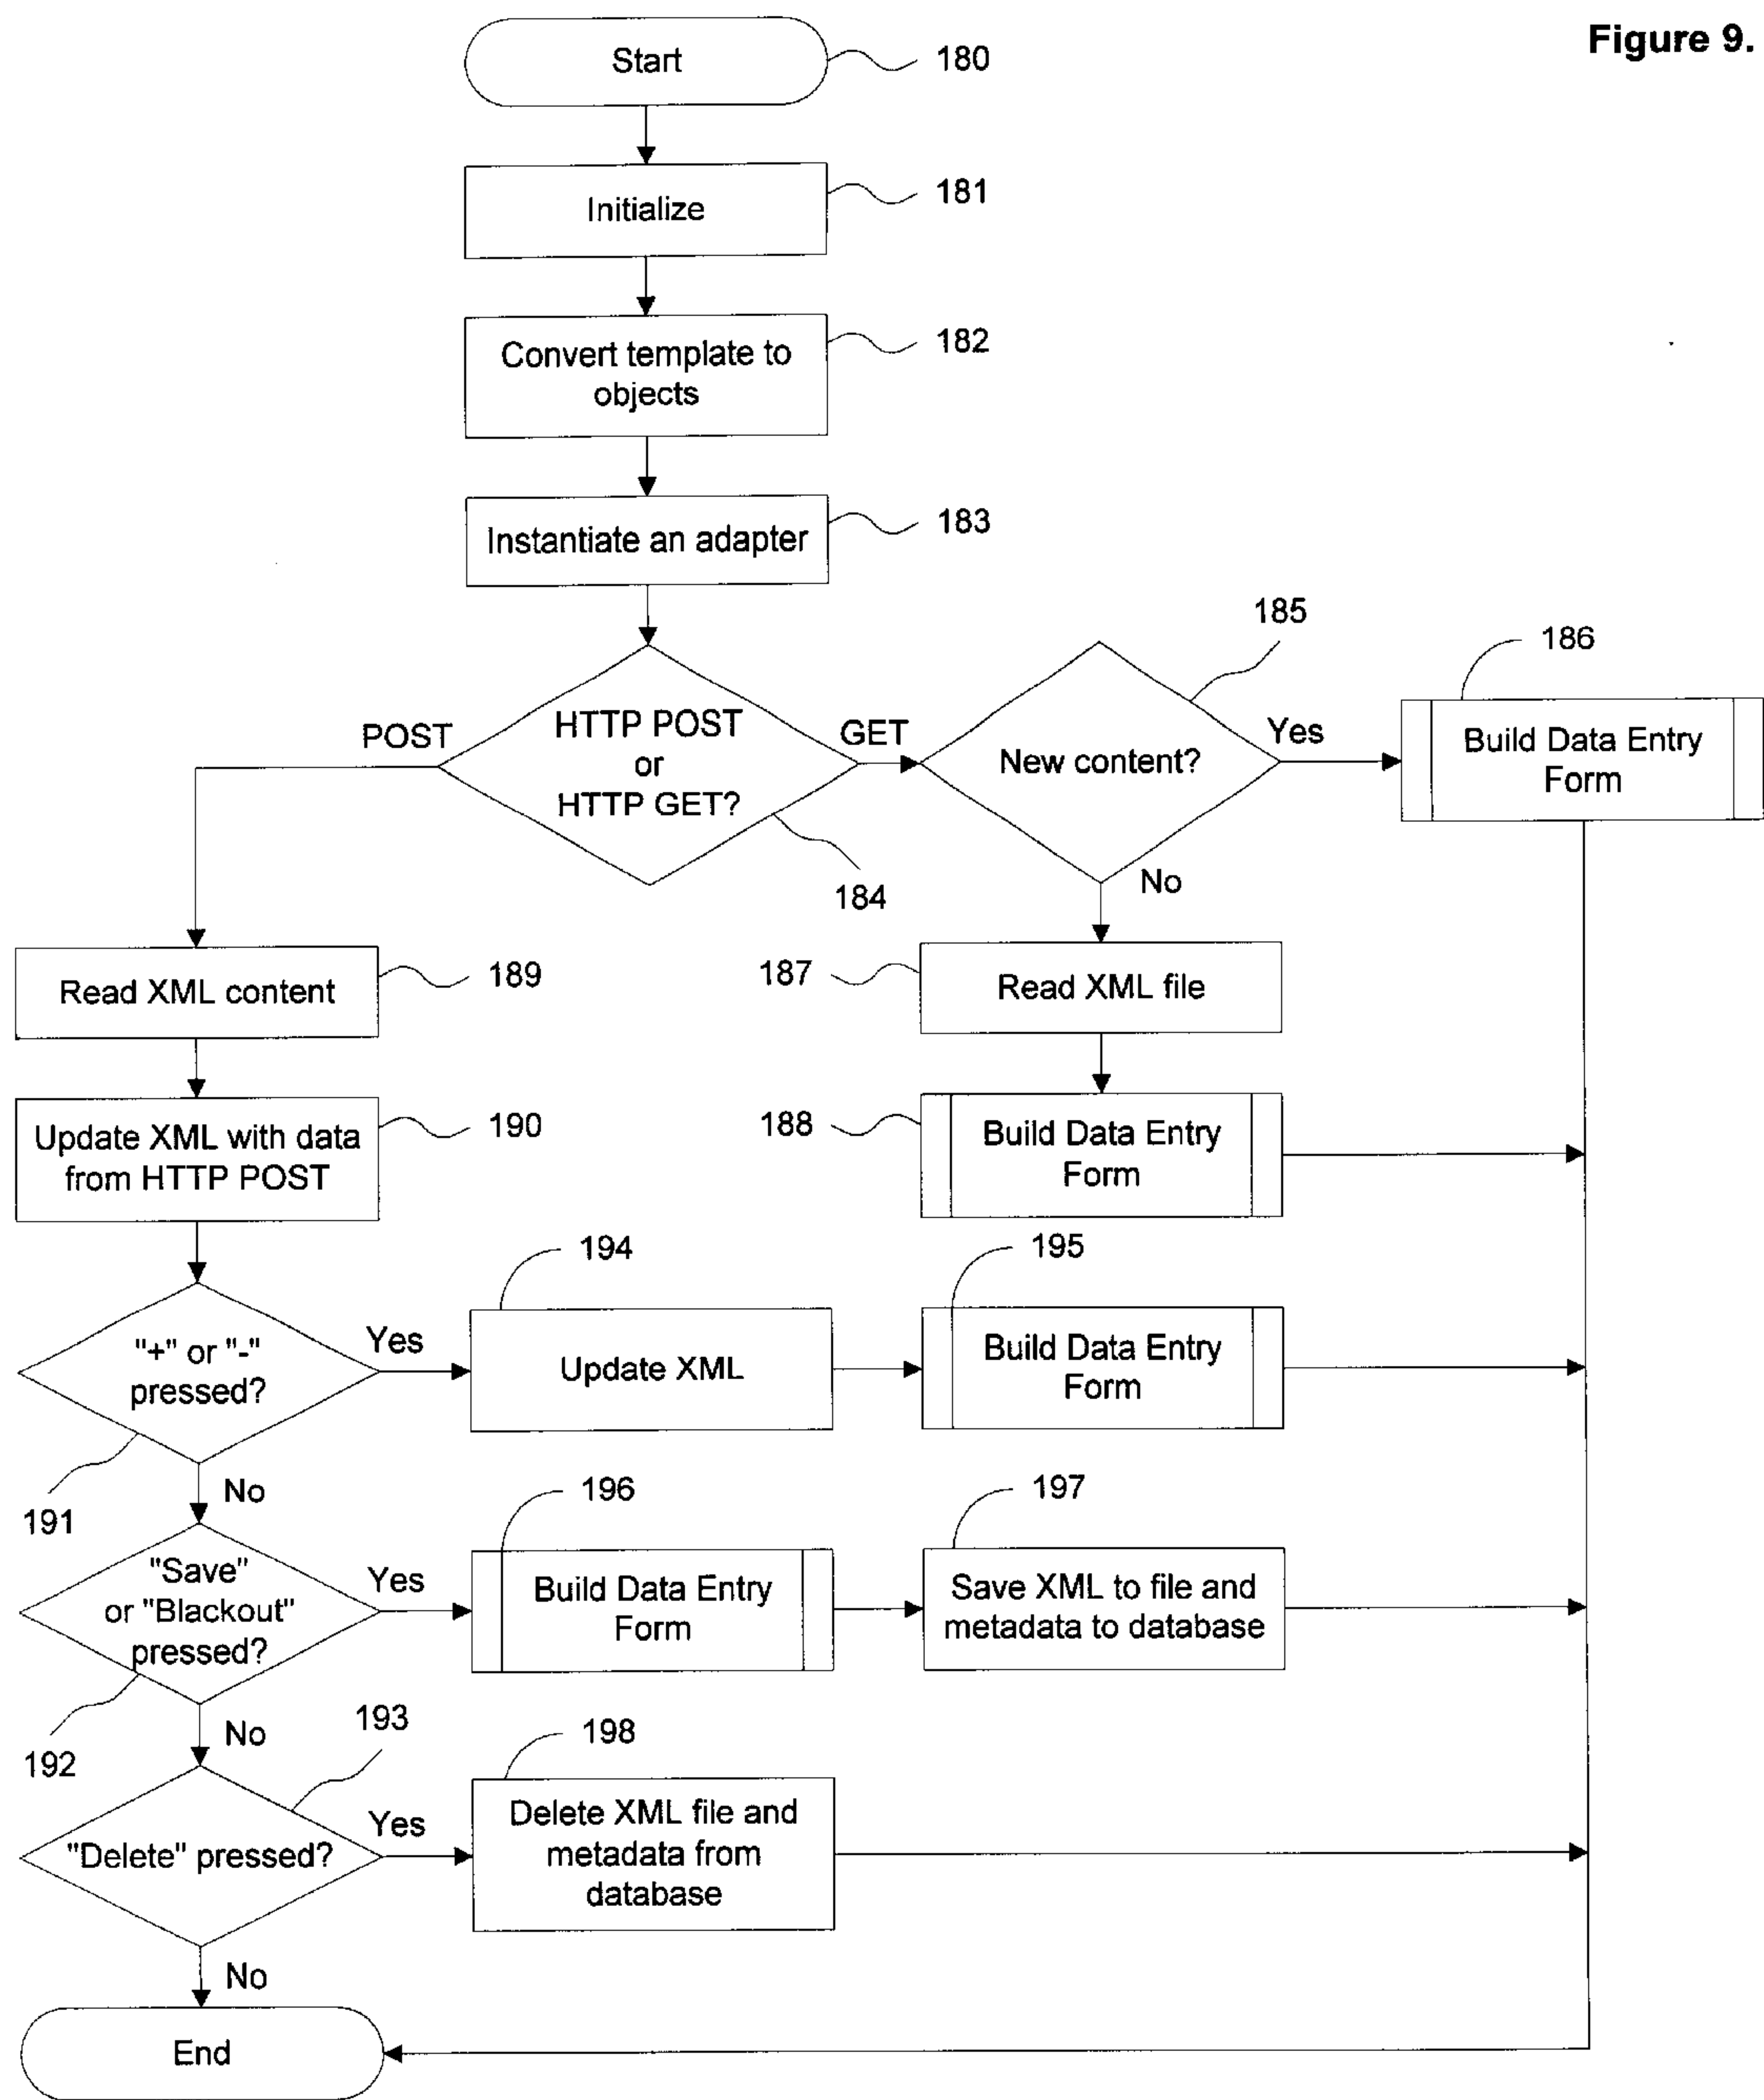 Figure 9.
Start
180
Initialize
181
Convert template to
objects
182
Instantiate an adapter
183
HTTP POST
or
HTTP GET?
184
POST
GET
New content?
185
Yes
Build Data Entry
Form
186
No
Read XML content
189
187
Read XML file
Update XML with data
from HTTP POST
190
188
Build Data Entry
Form
"+" or "-"
pressed?
191
Yes
Update XML
194
Build Data Entry
Form
195
No
"Save"
or "Blackout"
pressed?
192
Yes
Build Data Entry
Form
196
Save XML to file and
metadata to database
197
No
"Delete" pressed?
193
Yes
Delete XML file and
metadata from
database
198
No
End